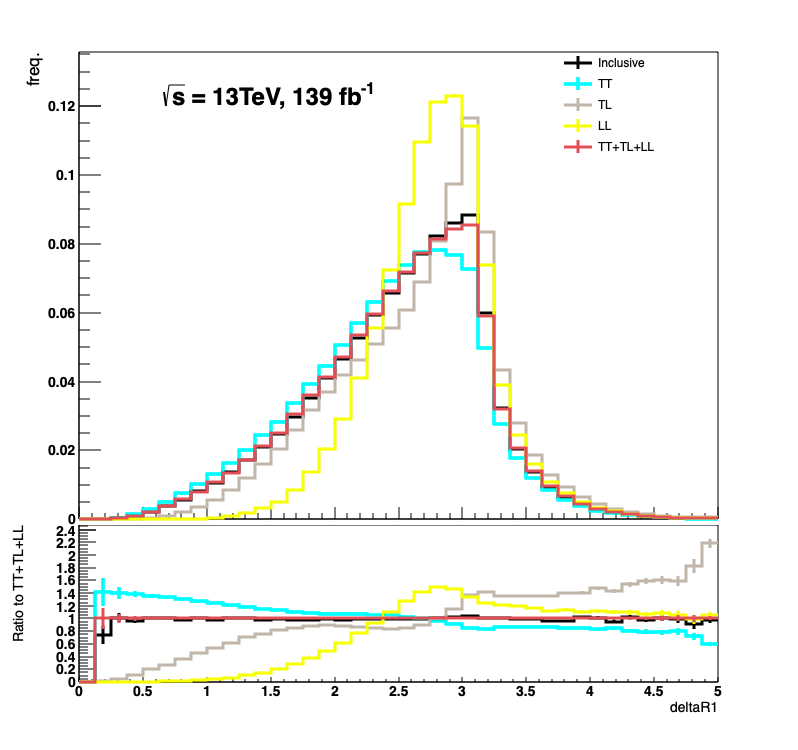 freq.
√s = 13TeV, 139 fb⁻¹
Inclusive
TT
TL
LL
TT+TL+LL
0.12
0.1
0.08
0.06
0.04
0.02
0
Ratio to TT+TL+LL
2.4
2.2
2
1.8
1.6
1.4
1.2
1
0.8
0.6
0.4
0.2
0
0 0.5 1 1.5 2 2.5 3 3.5 4 4.5 5
deltaR1